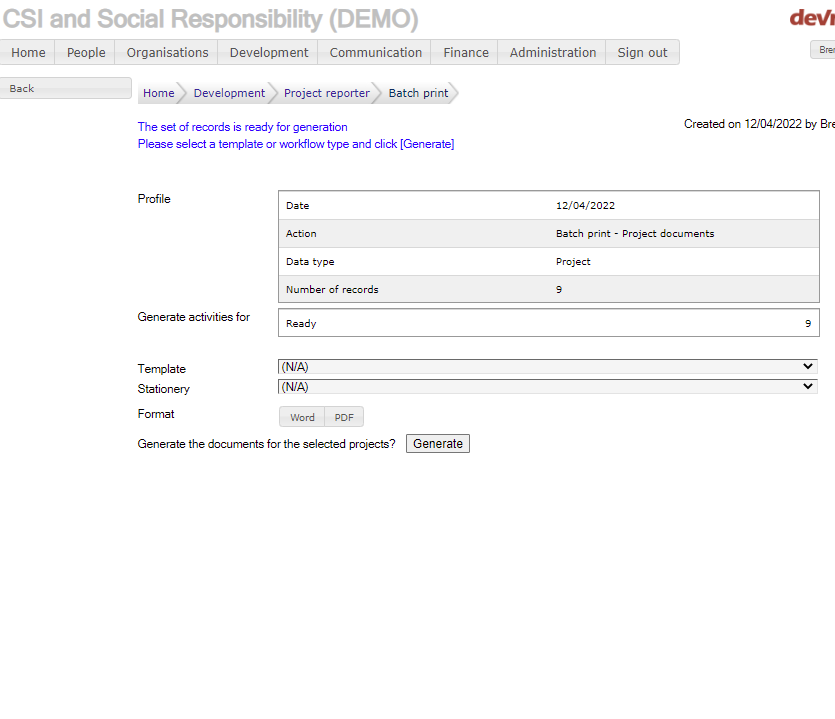 CSI and Social Responsibility (DEMO)
Home People Organisations Development Communication Finance Administration Sign out
Back
Home Development Project reporter Batch print
The set of records is ready for generation
Created on 12/04/2022 by
Please select a template or workflow type and click [Generate]
Profile
Date 12/04/2022
Action Batch print - Project documents
Data type Project
Number of records 9
Generate activities for
Ready 9
Template (N/A)
Stationery (N/A)
Format Word PDF
Generate the documents for the selected projects? Generate